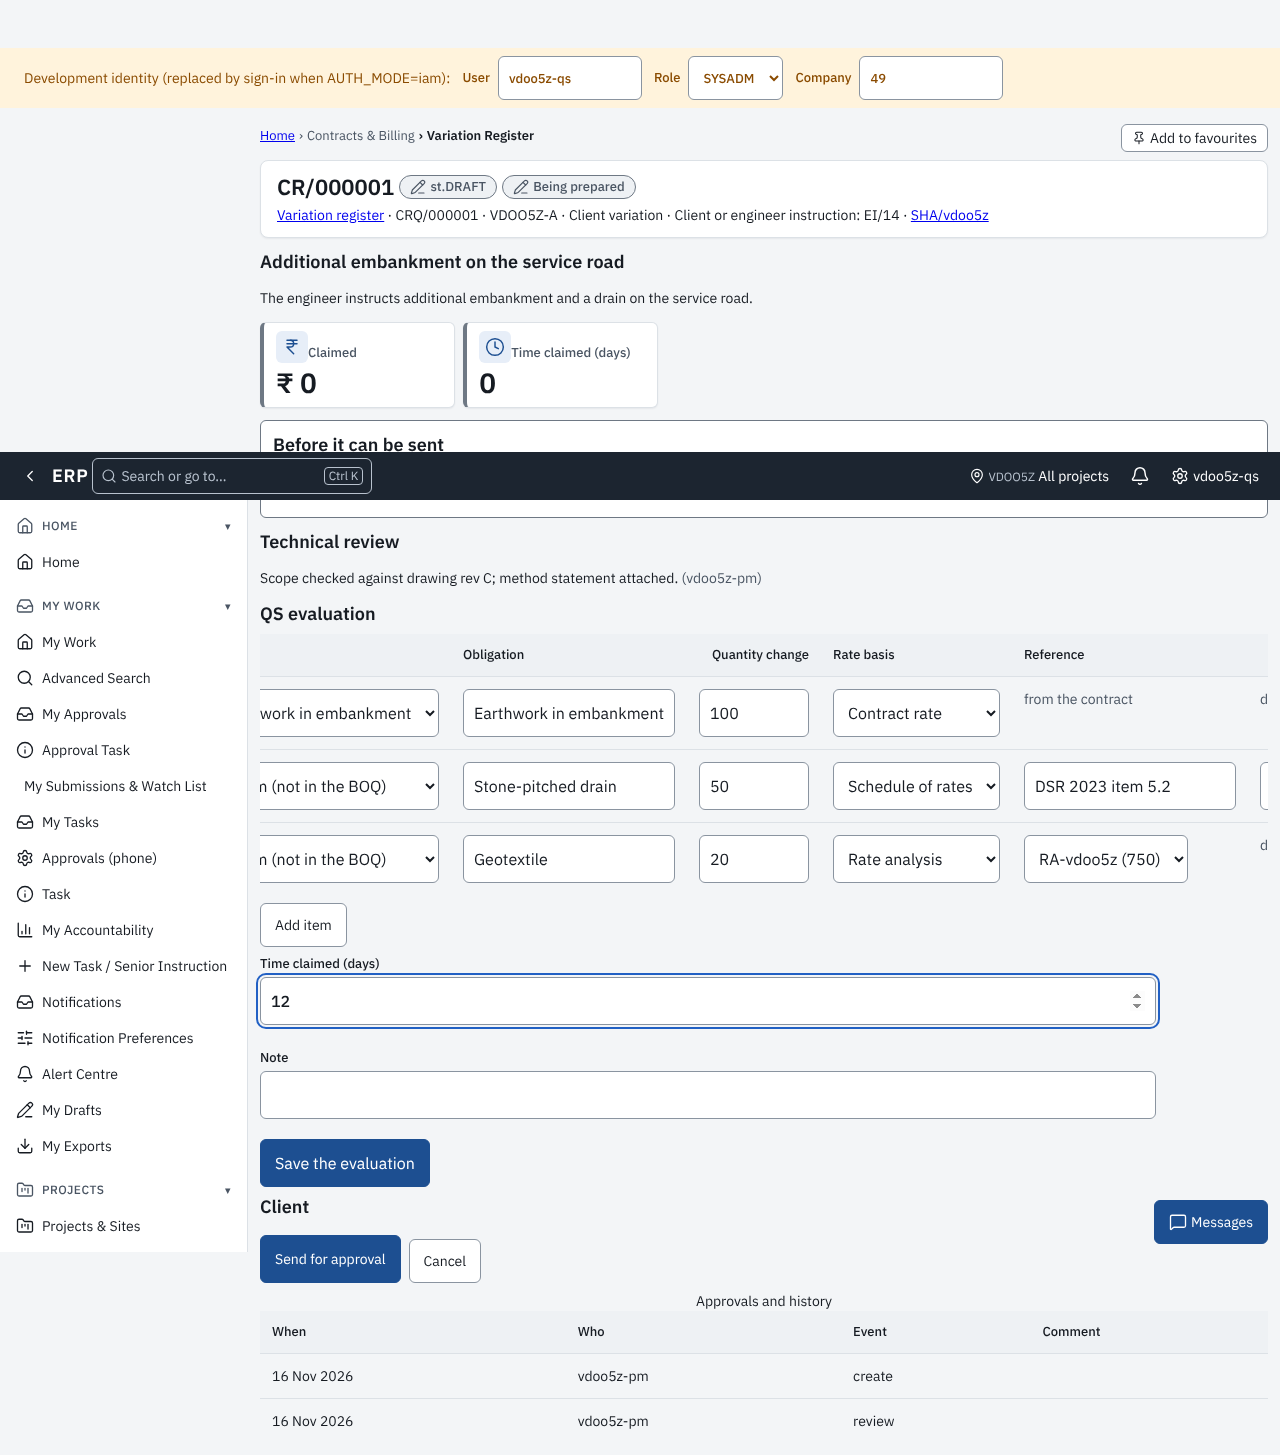 Development identity (replaced by sign-in when AUTH_MODE=iam): User vdoo5z-qs Role SYSADM Company 49
Home › Contracts & Billing › Variation Register
Add to favourites
CR/000001 st.DRAFT Being prepared
Variation register · CRQ/000001 · VDOO5Z-A · Client variation · Client or engineer instruction: EI/14 · SHA/vdoo5z
Additional embankment on the service road
The engineer instructs additional embankment and a drain on the service road.
Claimed
₹ 0
Time claimed (days)
0
Before it can be sent
ERP Search or go to... Ctrl K VDOO5Z All projects vdoo5z-qs
HOME
Home
MY WORK
My Work
Advanced Search
My Approvals
Approval Task
My Submissions & Watch List
My Tasks
Approvals (phone)
Task
My Accountability
New Task / Senior Instruction
Notifications
Notification Preferences
Alert Centre
My Drafts
My Exports
PROJECTS
Projects & Sites
Technical review
Scope checked against drawing rev C; method statement attached. (vdoo5z-pm)
QS evaluation
Obligation Quantity change Rate basis Reference
work in embankment Earthwork in embankment 100 Contract rate from the contract d
n (not in the BOQ) Stone-pitched drain 50 Schedule of rates DSR 2023 item 5.2
n (not in the BOQ) Geotextile 20 Rate analysis RA-vdoo5z (750) d
Add item
Time claimed (days)
12
Note
Save the evaluation
Client
Messages
Send for approval Cancel
Approvals and history
When Who Event Comment
16 Nov 2026 vdoo5z-pm create
16 Nov 2026 vdoo5z-pm review